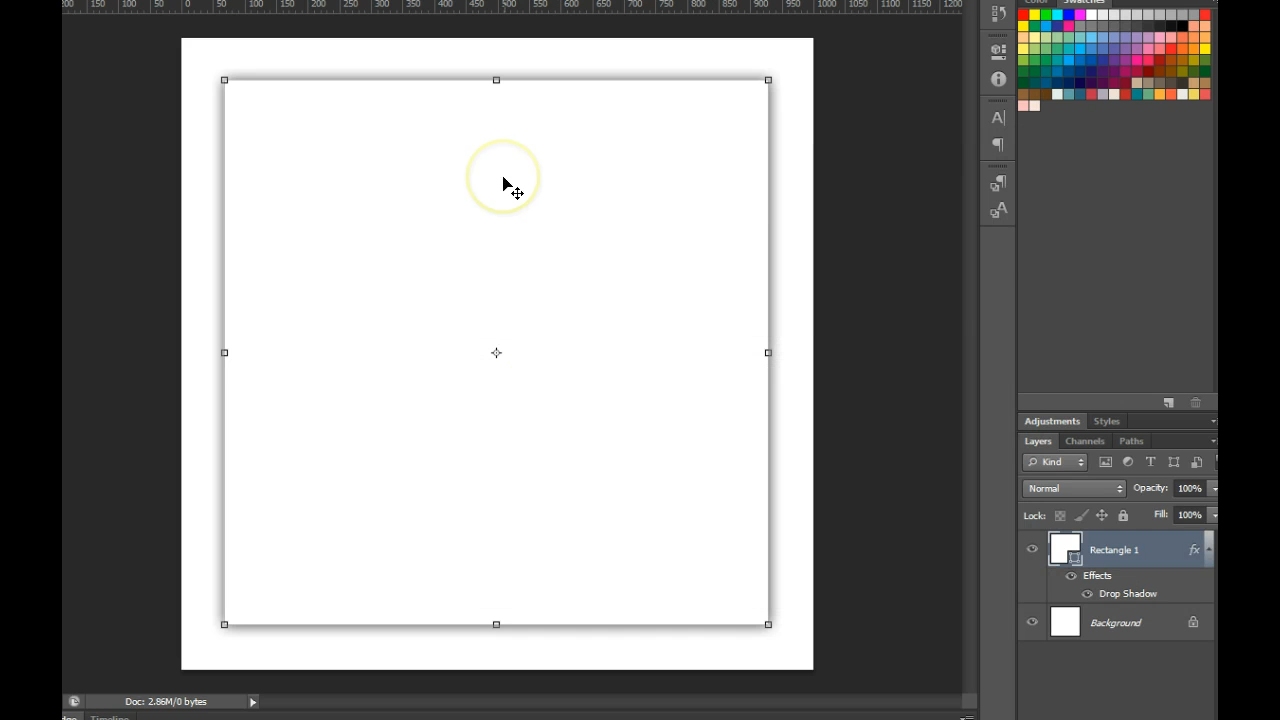 200 150 100 50 0 50 100 150 200 250 300 350 400 450 500 550 600 650 700 750 800 850 900 950 1000 1050 1100 1150 1200
Color Swatches
Adjustments Styles
Layers Channels Paths
Kind T
Normal Opacity: 100%
Lock: Fill: 100%
Rectangle 1 fx
Effects
Drop Shadow
Background
Doc: 2.86M/0 bytes
Timeline